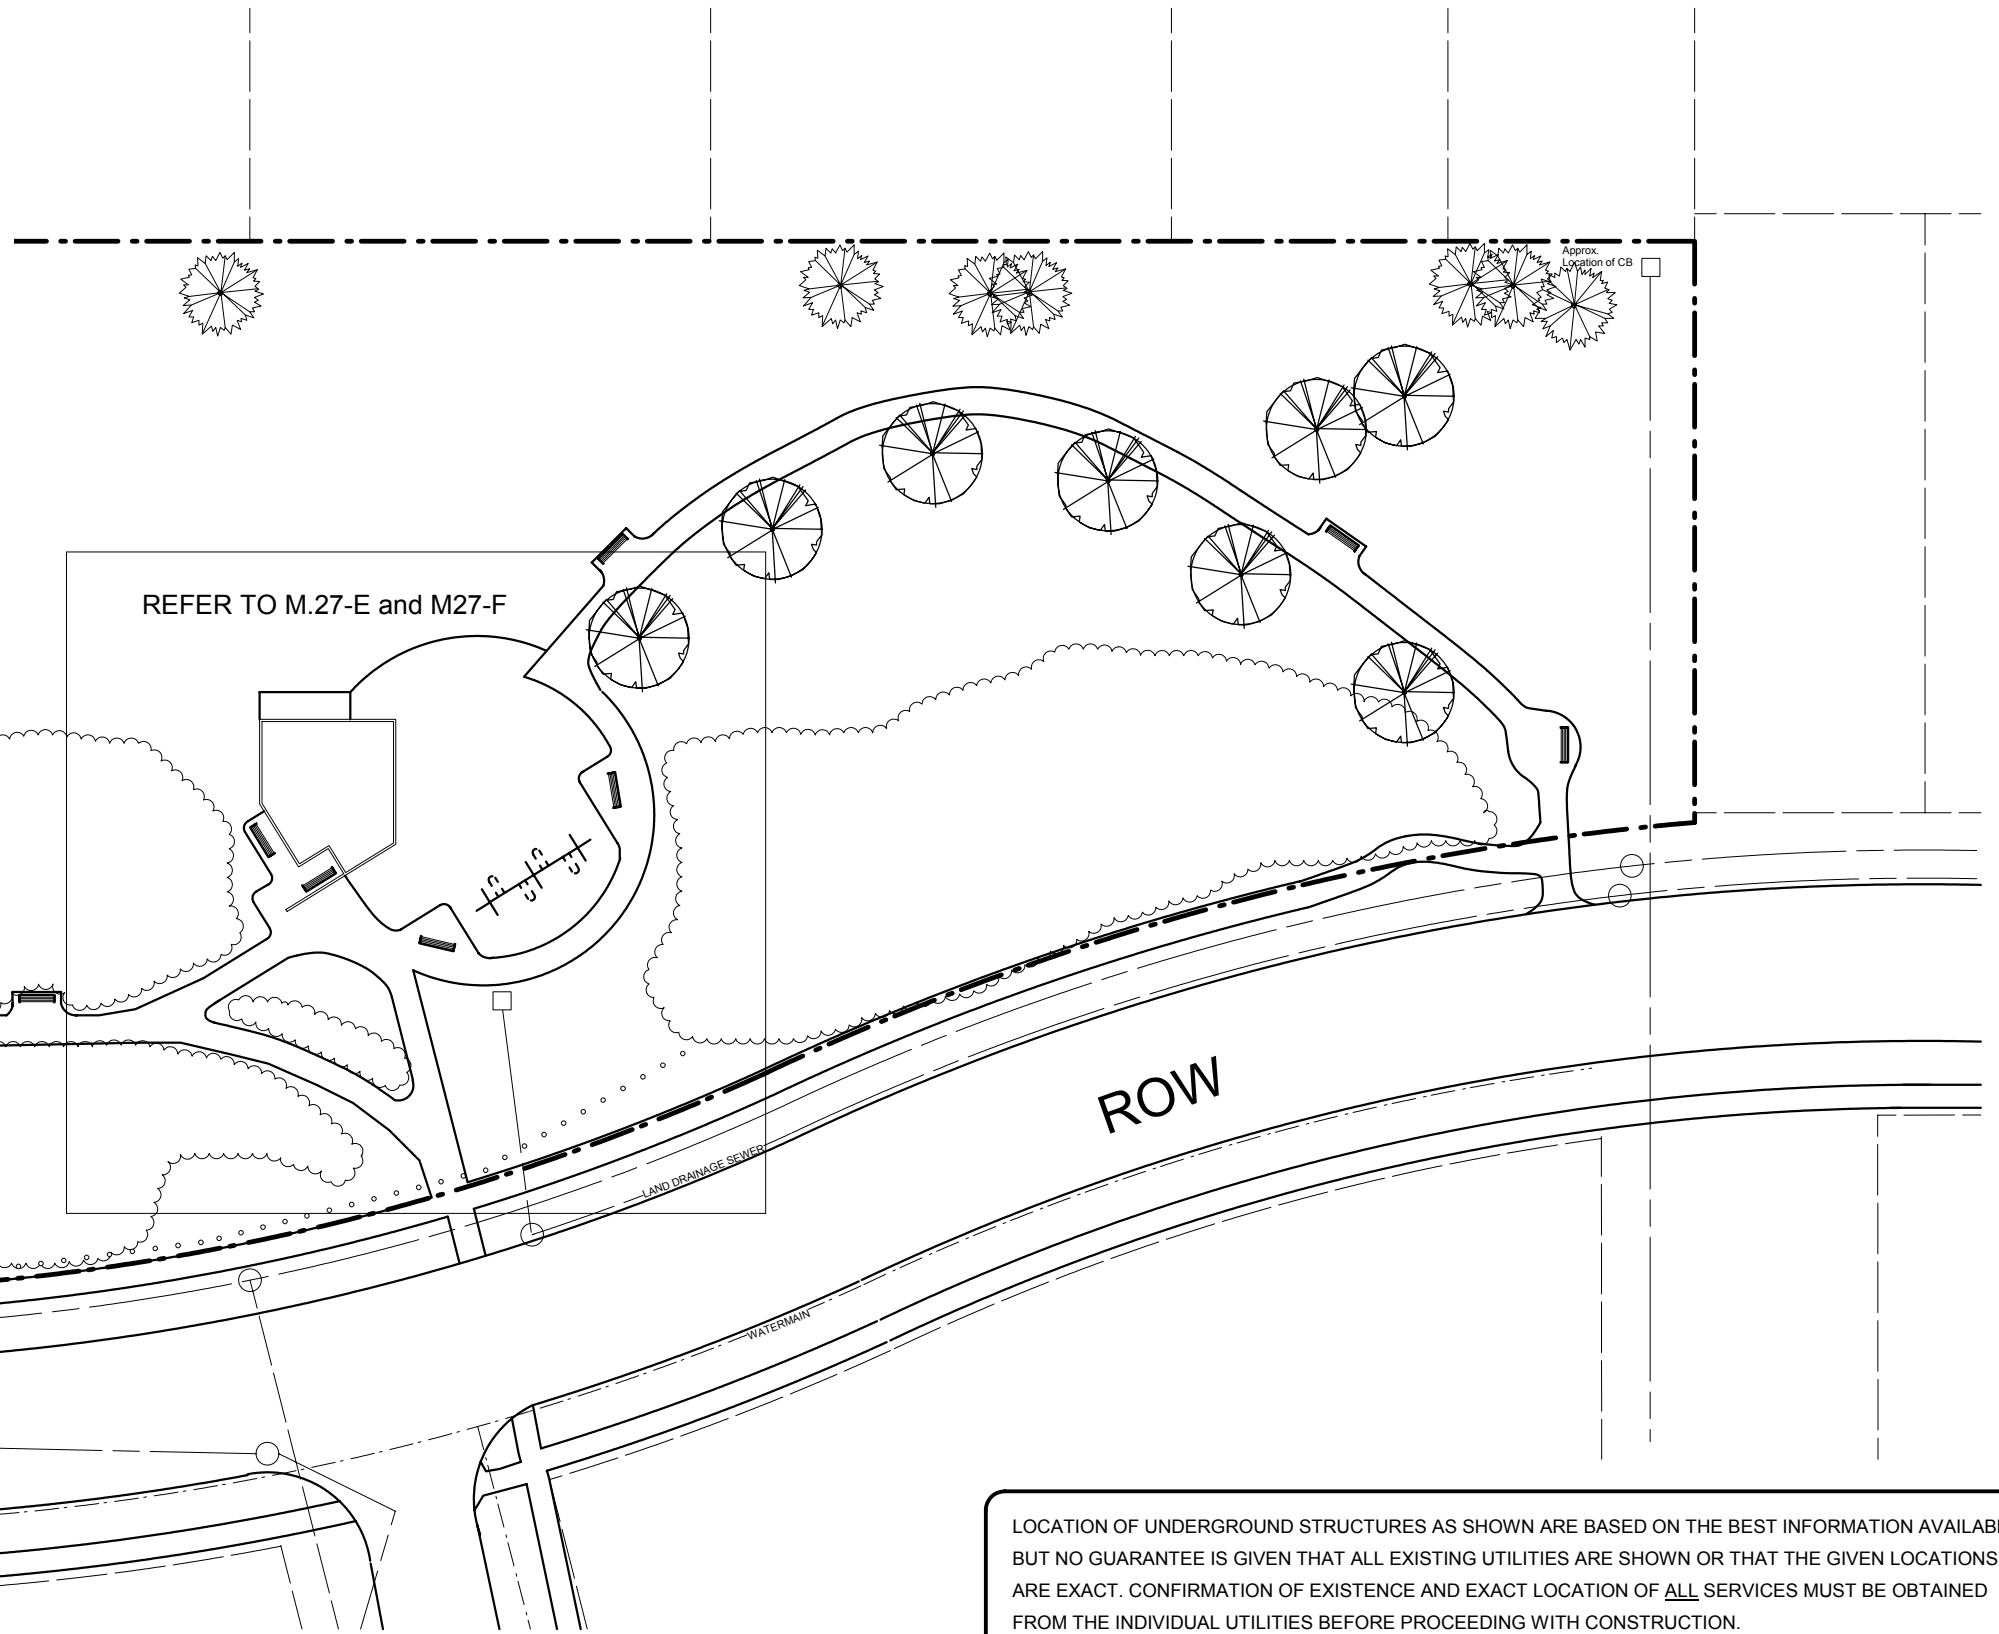 Approx.
Location of CB
REFER TO M.27-E and M27-F
ROW
LAND DRAINAGE SEWER
WATERMAIN
LOCATION OF UNDERGROUND STRUCTURES AS SHOWN ARE BASED ON THE BEST INFORMATION AVAILAB
BUT NO GUARANTEE IS GIVEN THAT ALL EXISTING UTILITIES ARE SHOWN OR THAT THE GIVEN LOCATIONS
ARE EXACT. CONFIRMATION OF EXISTENCE AND EXACT LOCATION OF ALL SERVICES MUST BE OBTAINED
FROM THE INDIVIDUAL UTILITIES BEFORE PROCEEDING WITH CONSTRUCTION.